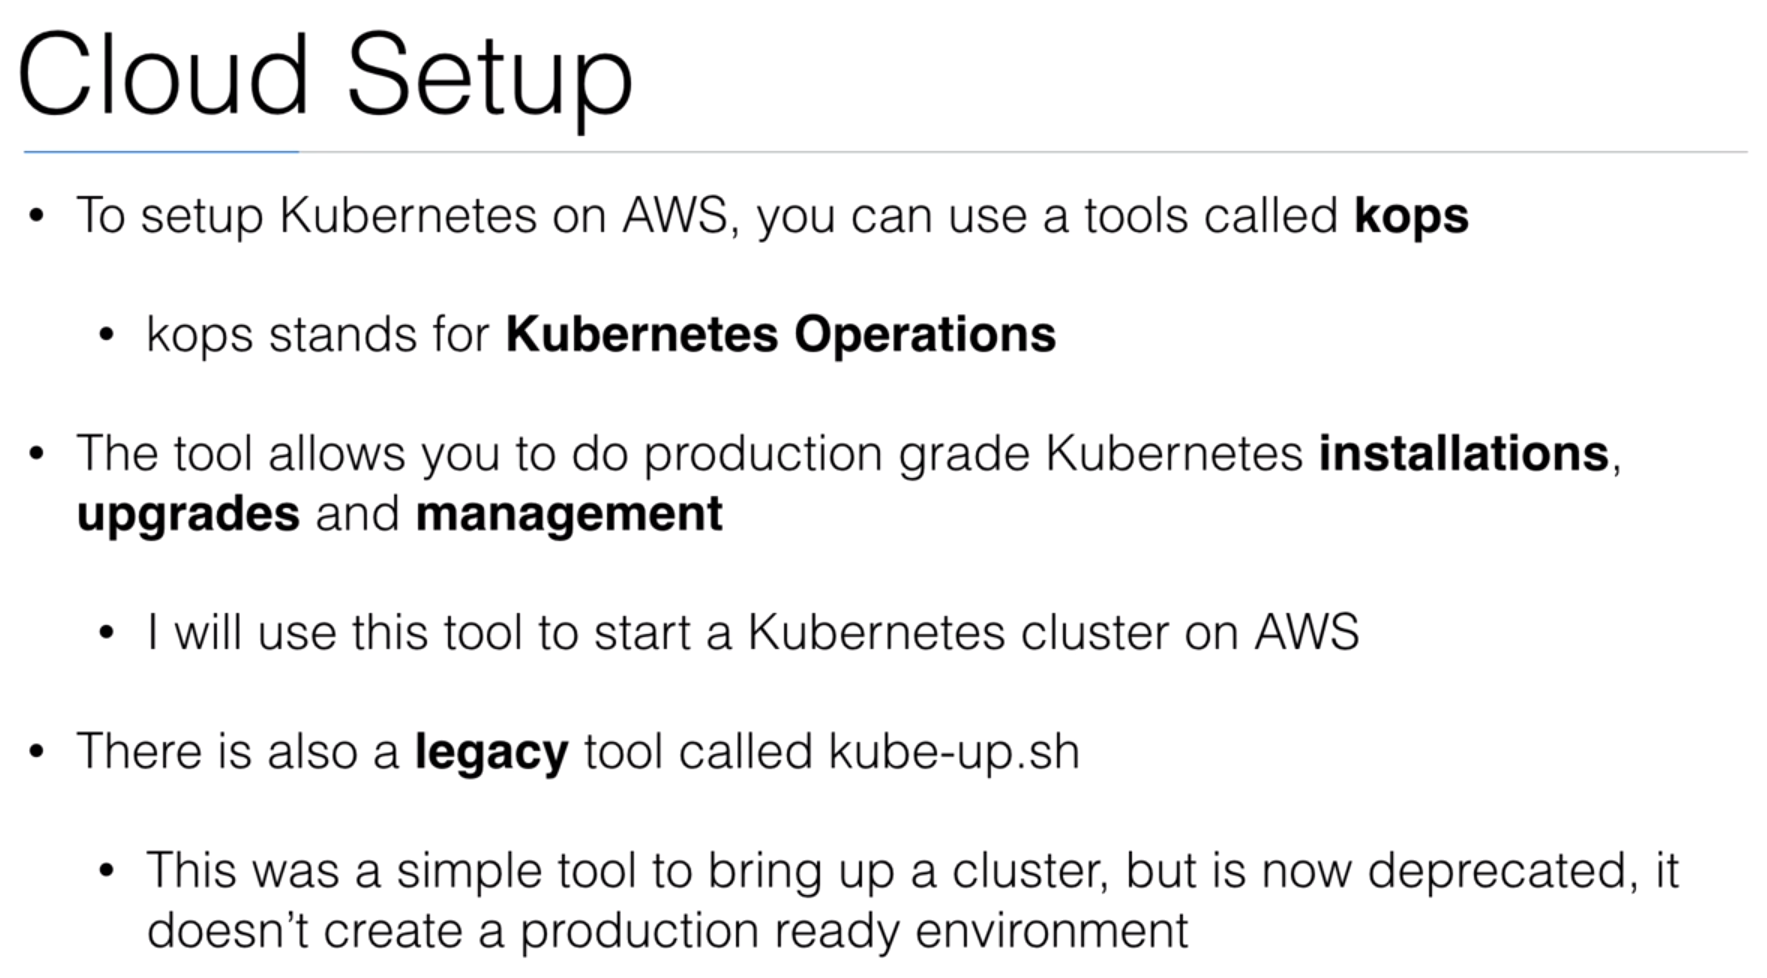 Cloud Setup
• To setup Kubernetes on AWS, you can use a tools called kops
• kops stands for Kubernetes Operations
• The tool allows you to do production grade Kubernetes installations,
upgrades and management
• I will use this tool to start a Kubernetes cluster on AWS
• There is also a legacy tool called kube-up.sh
• This was a simple tool to bring up a cluster, but is now deprecated, it
doesn’t create a production ready environment